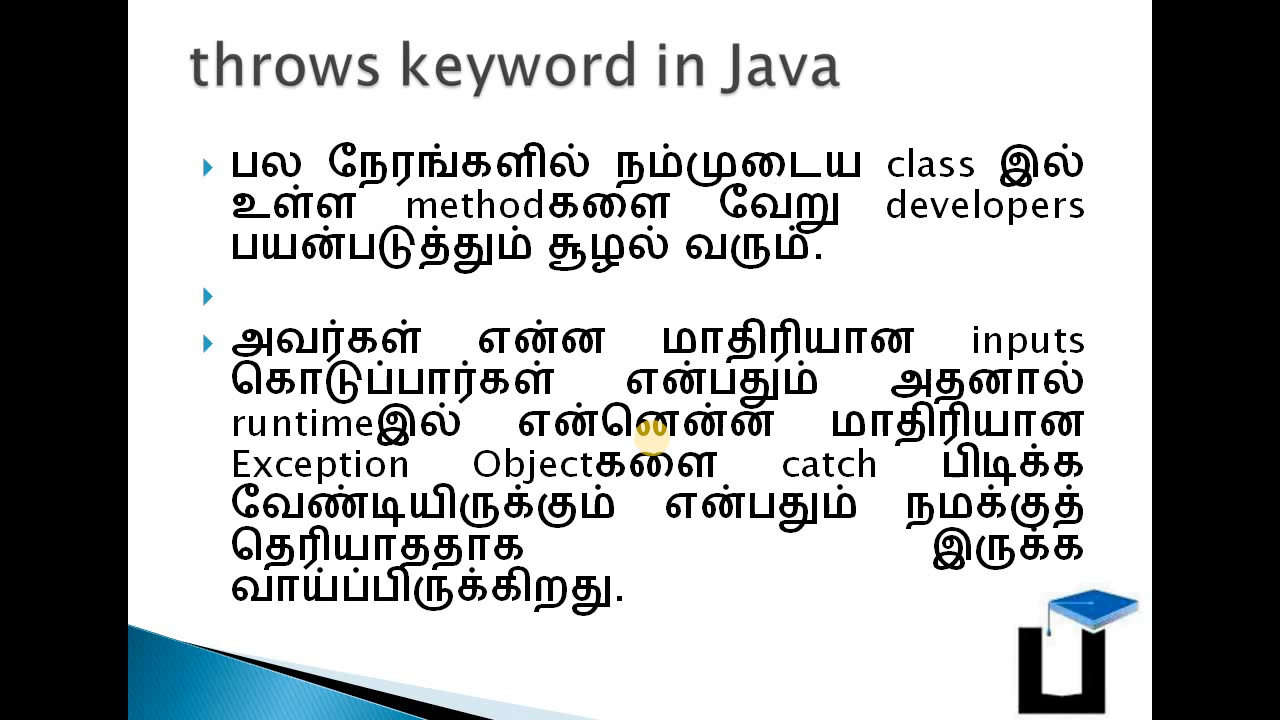 throws keyword in Java
பல நேரங்களில் நம்முடைய class இல்
உள்ள methodகளை வேறு developers
பயன்படுத்தும் சூழல் வரும்.
அவர்கள் என்ன மாதிரியான inputs
கொடுப்பார்கள் என்பதும் அதனால்
runtimeஇல் என்னென்ன மாதிரியான
Exception Objectகளை catch பிடிக்க
வேண்டியிருக்கும் என்பதும் நமக்குத்
தெரியாததாக இருக்க
வாய்ப்பிருக்கிறது.